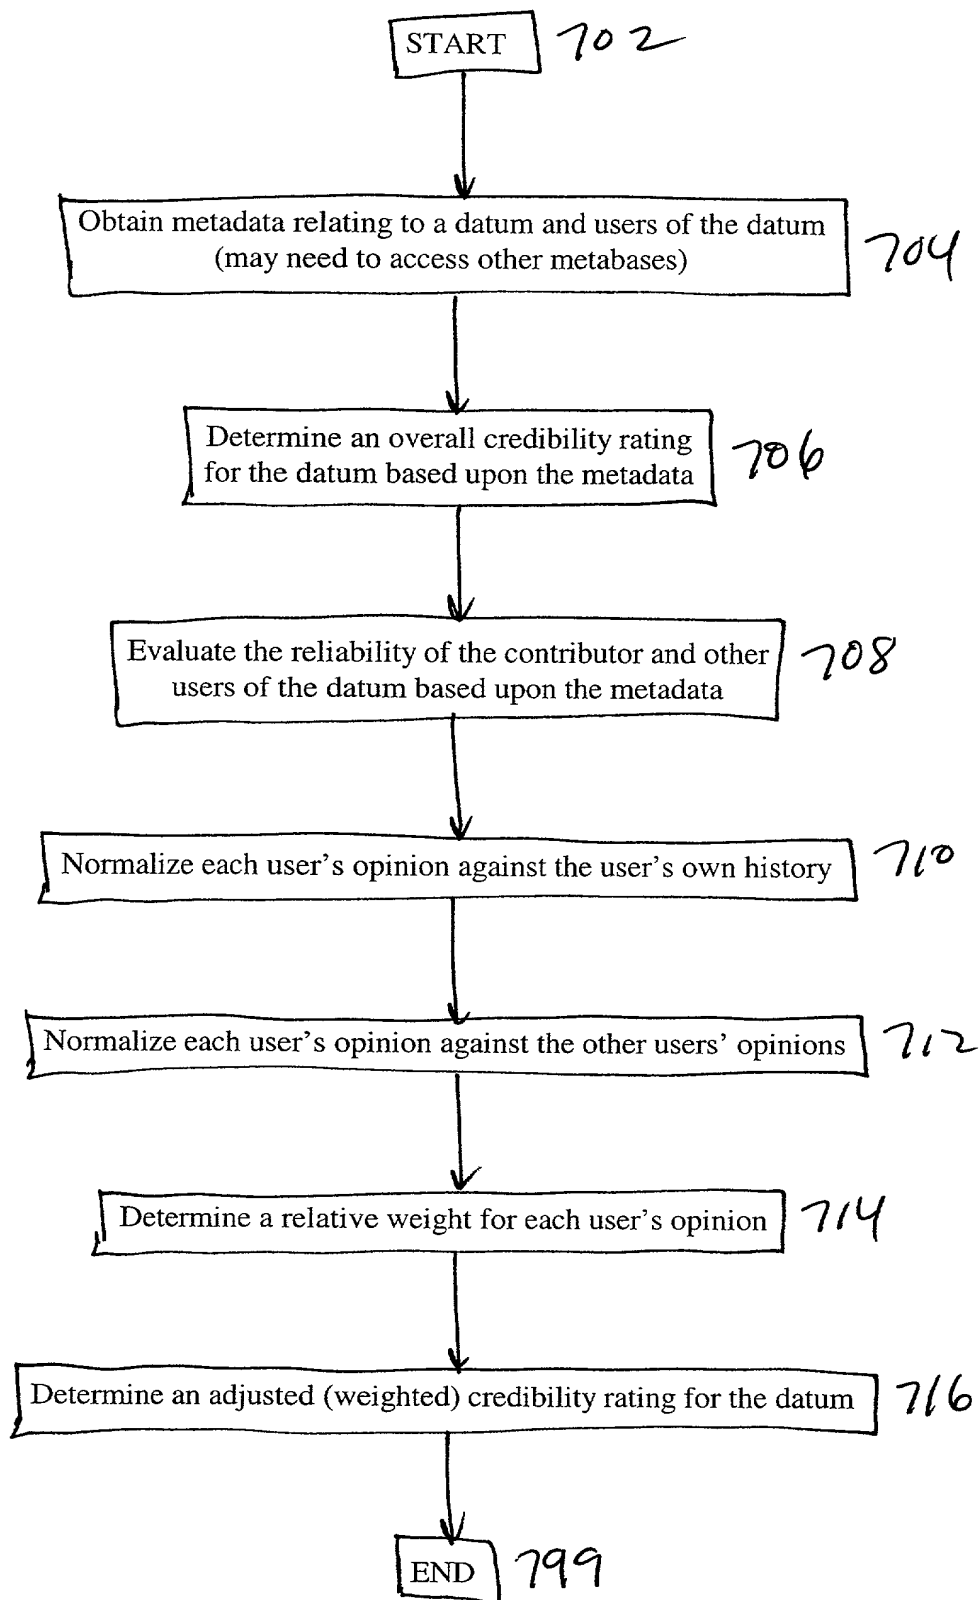 START 702
Obtain metadata relating to a datum and users of the datum
(may need to access other metabases)
704
Determine an overall credibility rating
for the datum based upon the metadata
706
Evaluate the reliability of the contributor and other
users of the datum based upon the metadata
708
Normalize each user's opinion against the user's own history 710
Normalize each user's opinion against the other users' opinions 712
Determine a relative weight for each user's opinion 714
Determine an adjusted (weighted) credibility rating for the datum 716
END 799